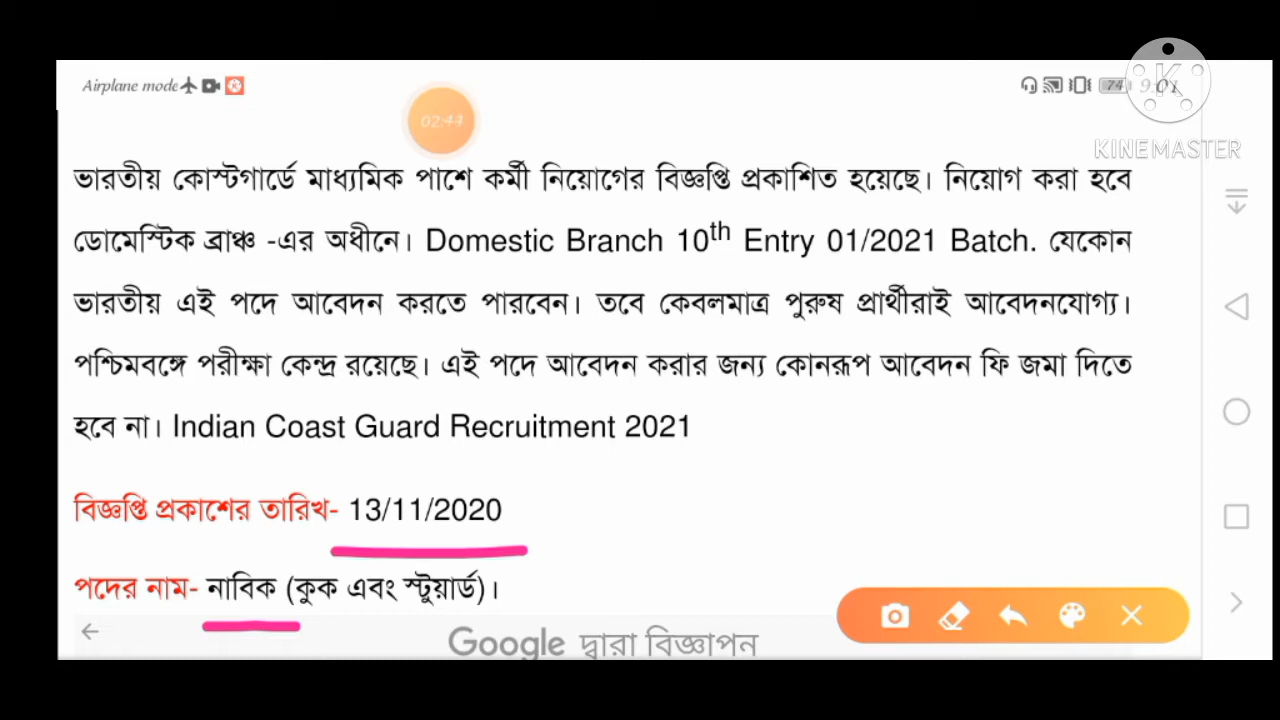 Airplane mode 74 9:01
02:44
KINEMASTER
ভারতীয় কোস্টগার্ডে মাধ্যমিক পাশে কর্মী নিয়োগের বিজ্ঞপ্তি প্রকাশিত হয়েছে। নিয়োগ করা হবে
ডোমেস্টিক ব্রাঞ্চ -এর অধীনে। Domestic Branch 10th Entry 01/2021 Batch. যেকোন
ভারতীয় এই পদে আবেদন করতে পারবেন। তবে কেবলমাত্র পুরুষ প্রার্থীরাই আবেদনযোগ্য।
পশ্চিমবঙ্গে পরীক্ষা কেন্দ্র রয়েছে। এই পদে আবেদন করার জন্য কোনরূপ আবেদন ফি জমা দিতে
হবে না। Indian Coast Guard Recruitment 2021
বিজ্ঞপ্তি প্রকাশের তারিখ- 13/11/2020
পদের নাম- নাবিক (কুক এবং স্টুয়ার্ড)।
Google দ্বারা বিজ্ঞাপন